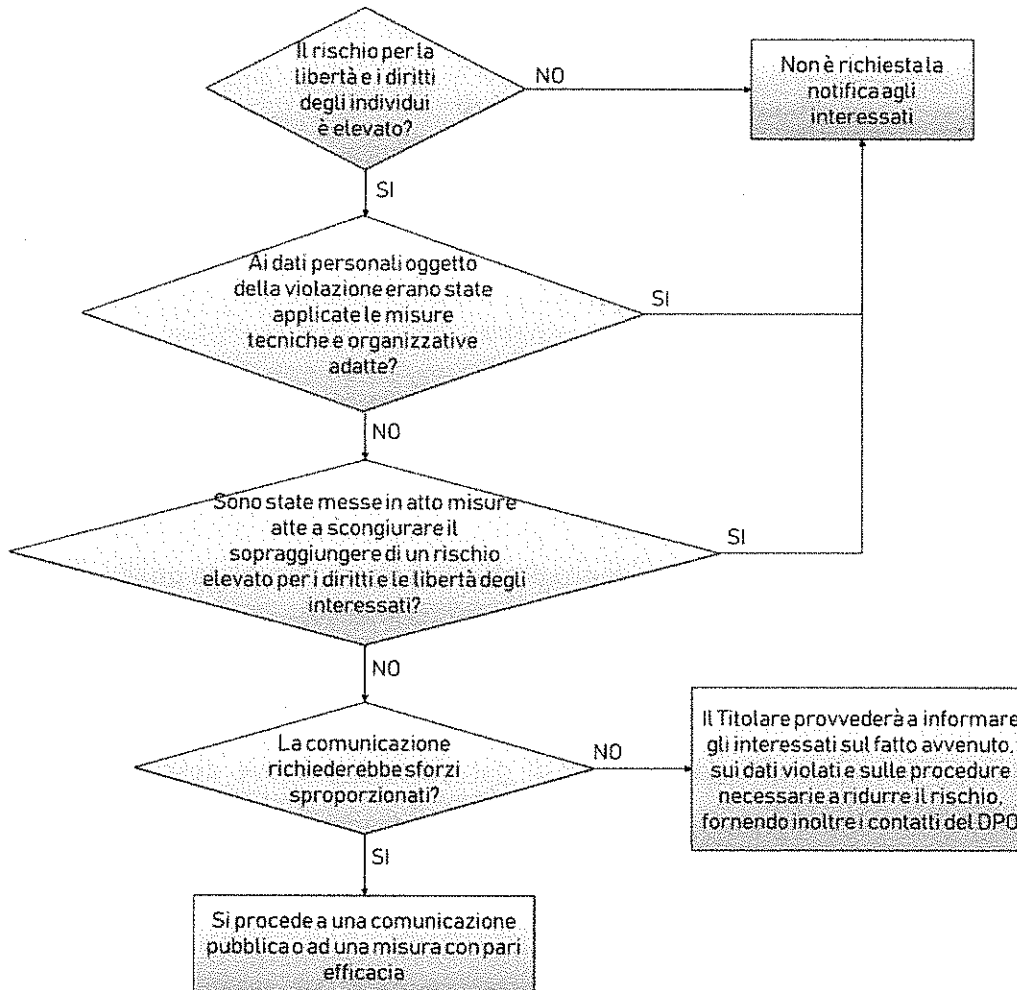 Il rischio per la
libertà e i diritti
degli individui
è elevato?
NO
Non è richiesta la
notifica agli
interessati
SI
Ai dati personali oggetto
della violazione erano state
applicate le misure
tecniche e organizzative
adatte?
SI
NO
Sono state messe in atto misure
atte a scongiurare il
sopraggiungere di un rischio
elevato per i diritti e le libertà degli
interessati?
SI
NO
La comunicazione
richiederebbe sforzi
sproporzionati?
NO
Il Titolare provvederà a informare
gli interessati sul fatto avvenuto,
sui dati violati e sulle procedure
necessarie a ridurre il rischio,
fornendo inoltre i contatti del DPO
SI
Si procede a una comunicazione
pubblica o ad una misura con pari
efficacia